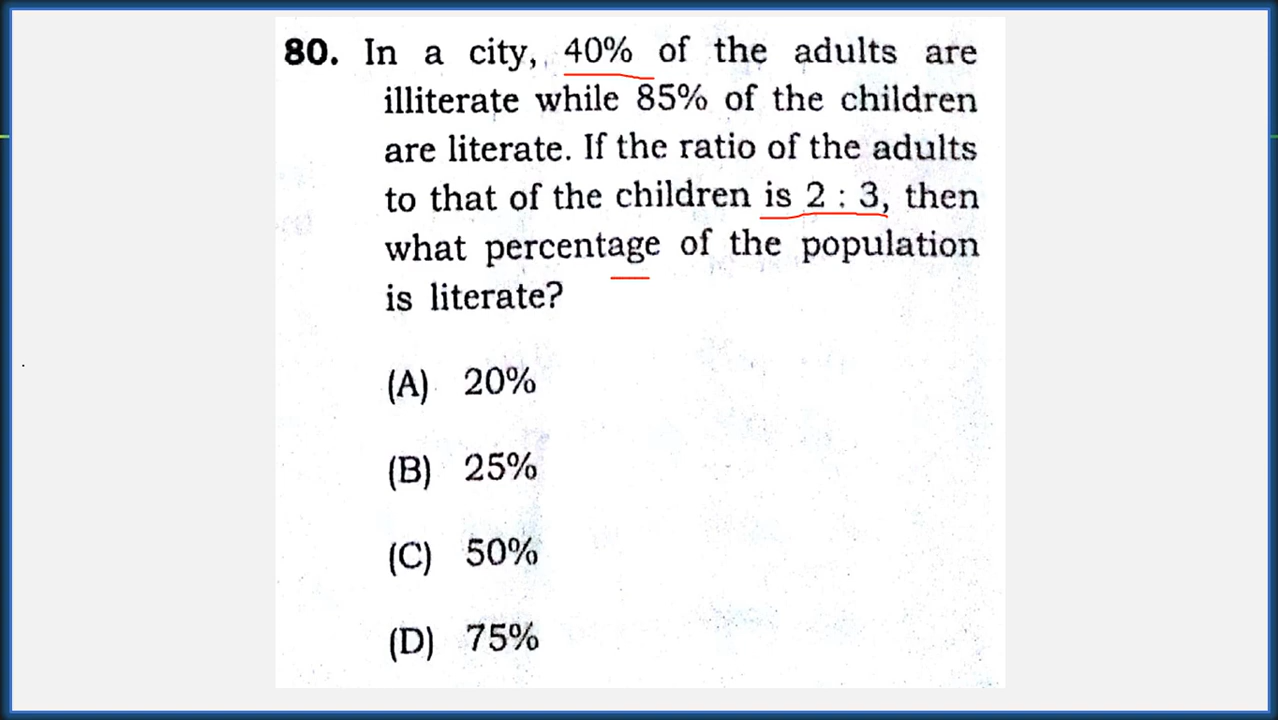 80. In a city, 40% of the adults are
illiterate while 85% of the children
are literate. If the ratio of the adults
to that of the children is 2 : 3, then
what percentage of the population
is literate?
(A) 20%
(B) 25%
(C) 50%
(D) 75%